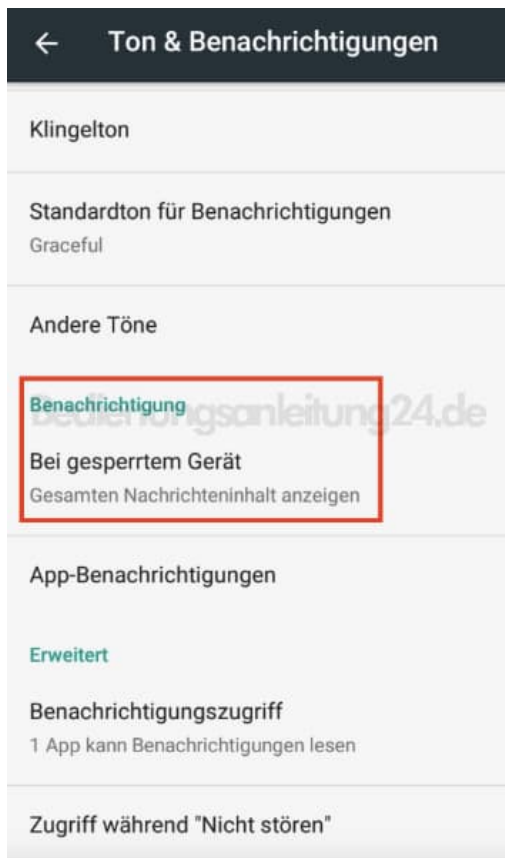 Ton & Benachrichtigungen
Klingelton
Standardton für Benachrichtigungen
Graceful
Andere Töne
Benachrichtigung
Bedienungsanleitung24.de
Bei gesperrtem Gerät
Gesamten Nachrichteninhalt anzeigen
App-Benachrichtigungen
Erweitert
Benachrichtigungszugriff
1 App kann Benachrichtigungen lesen
Zugriff während "Nicht stören"